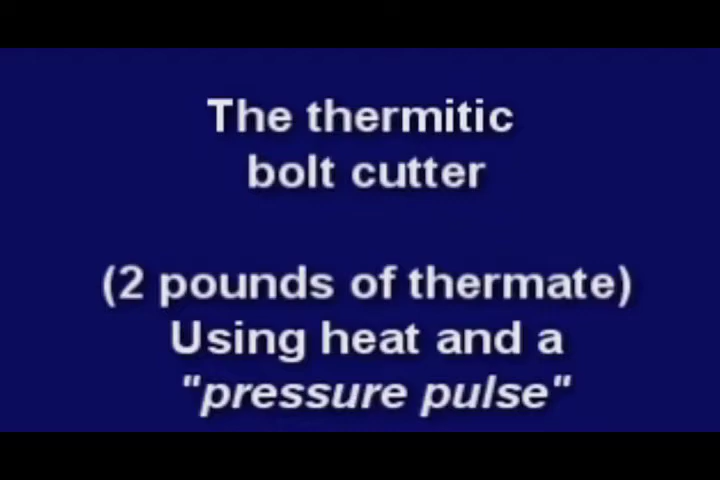 The thermitic
bolt cutter
(2 pounds of thermate)
Using heat and a
"pressure pulse"